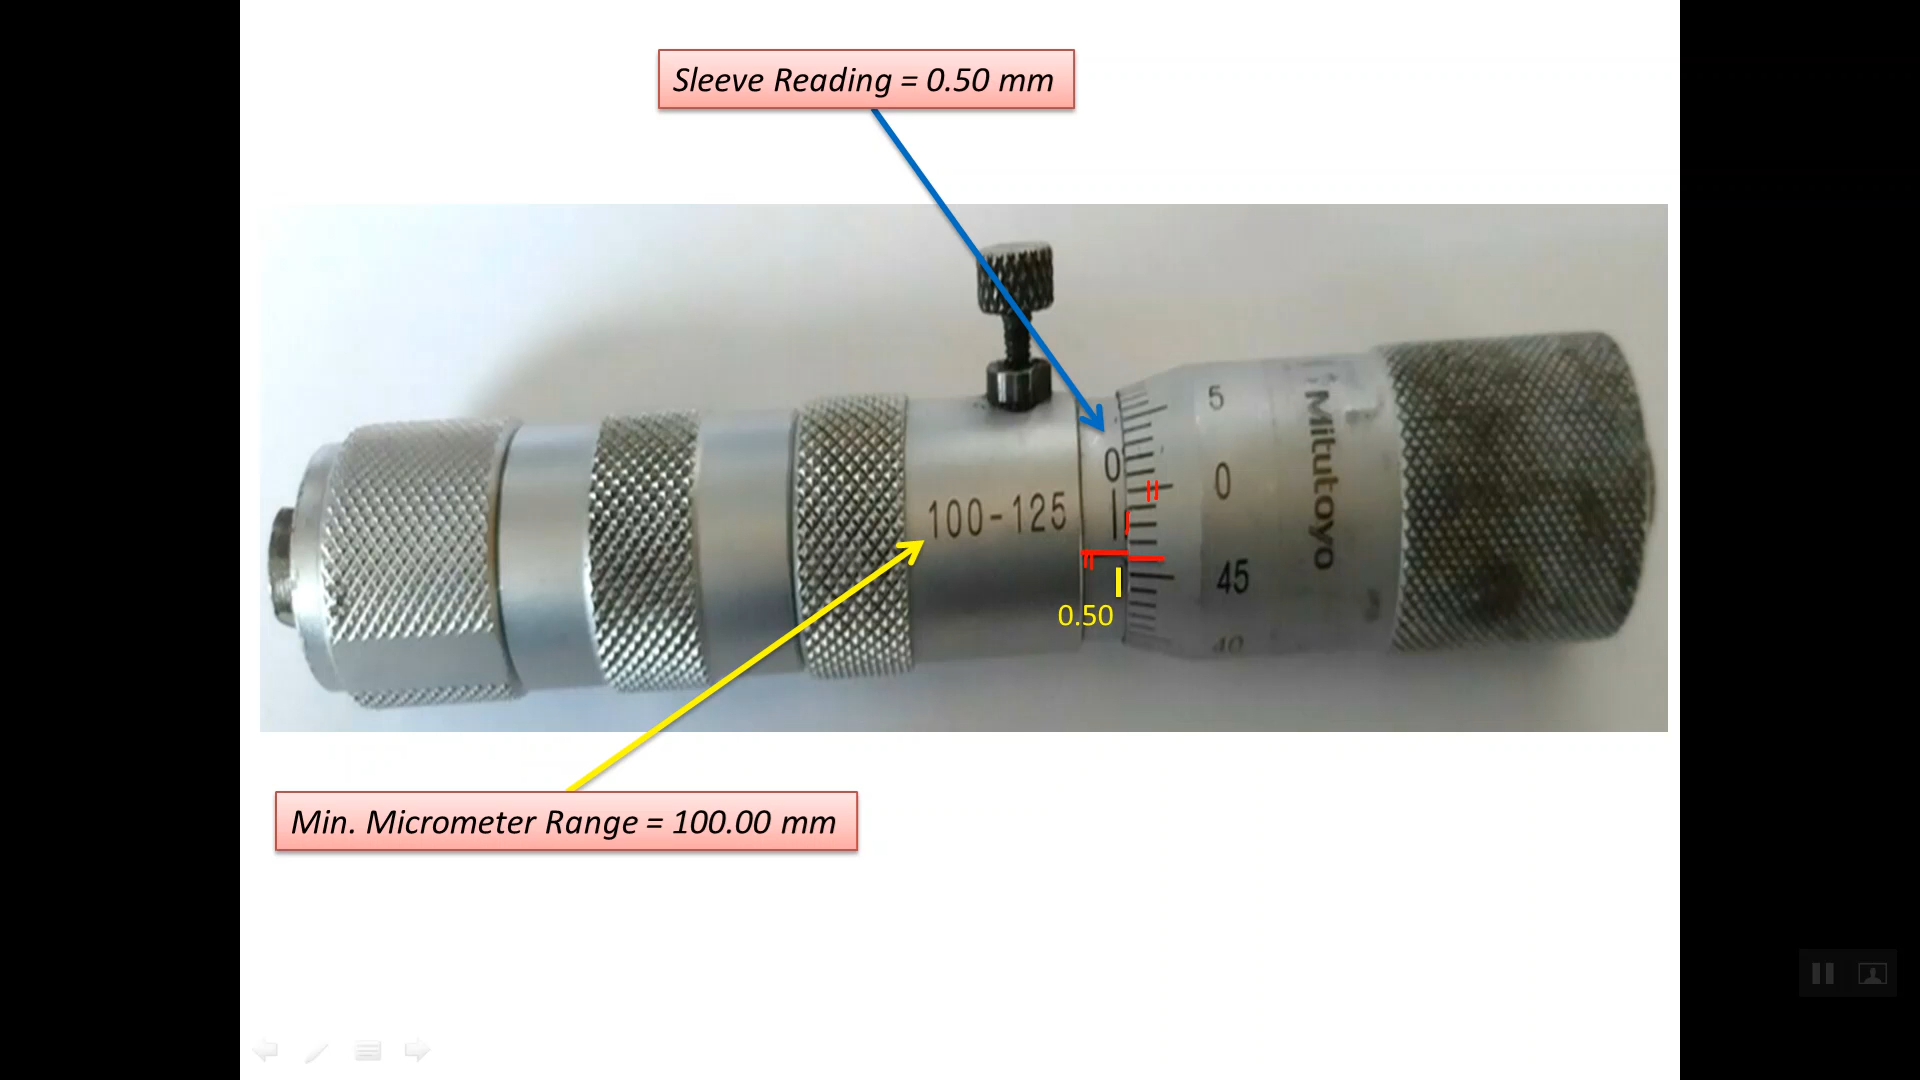 Sleeve Reading = 0.50 mm
5
0
0
100-125
Mitutoyo
45
0.50
40
Min. Micrometer Range = 100.00 mm